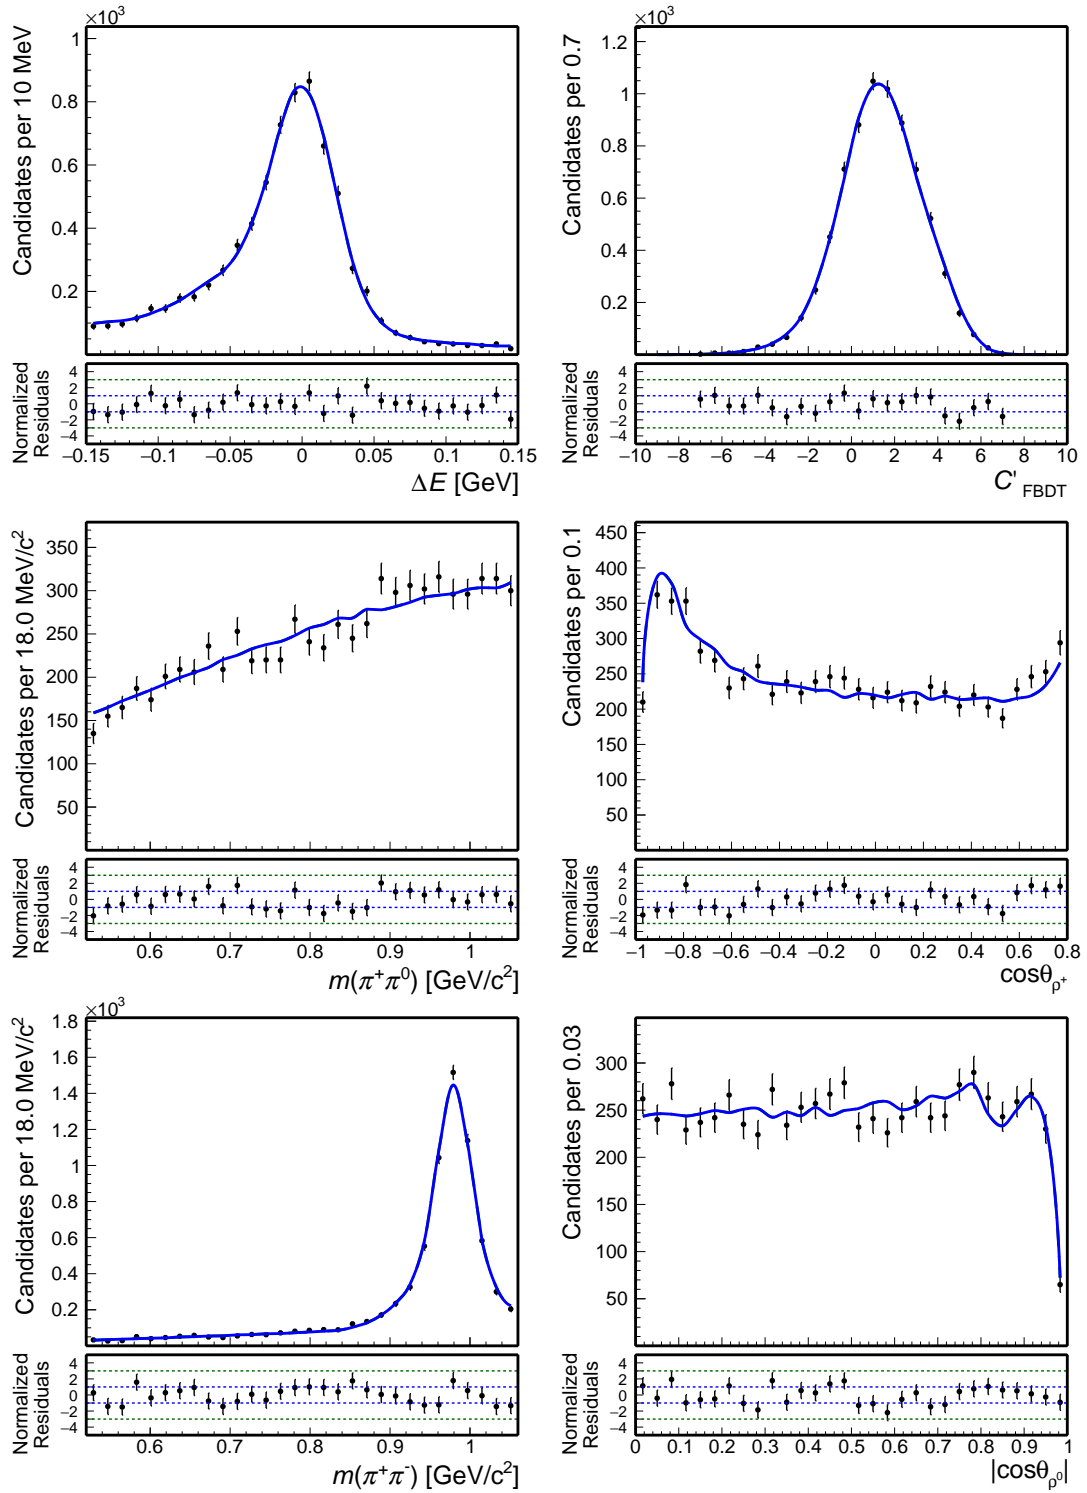 ×10³
Candidates per 10 MeV
1
0.8
0.6
0.4
0.2
Normalized
Residuals
4
2
0
−2
−4
−0.15 −0.1 −0.05 0 0.05 0.1 0.15
ΔE [GeV]
×10³
Candidates per 0.7
1.2
1
0.8
0.6
0.4
0.2
Normalized
Residuals
4
2
0
−2
−4
−10 −8 −6 −4 −2 0 2 4 6 8 10
C'FBDT
Candidates per 18.0 MeV/c²
350
300
250
200
150
100
50
Normalized
Residuals
4
2
0
−2
−4
0.6 0.7 0.8 0.9 1
m(π⁺π⁰) [GeV/c²]
Candidates per 0.1
450
400
350
300
250
200
150
100
50
Normalized
Residuals
4
2
0
−2
−4
−1 −0.8 −0.6 −0.4 −0.2 0 0.2 0.4 0.6 0.8
cosθρ⁺
×10³
Candidates per 18.0 MeV/c²
1.8
1.6
1.4
1.2
1
0.8
0.6
0.4
0.2
Normalized
Residuals
4
2
0
−2
−4
0.6 0.7 0.8 0.9 1
m(π⁺π⁻) [GeV/c²]
Candidates per 0.03
300
250
200
150
100
50
Normalized
Residuals
4
2
0
−2
−4
0 0.1 0.2 0.3 0.4 0.5 0.6 0.7 0.8 0.9 1
|cosθρ⁰|